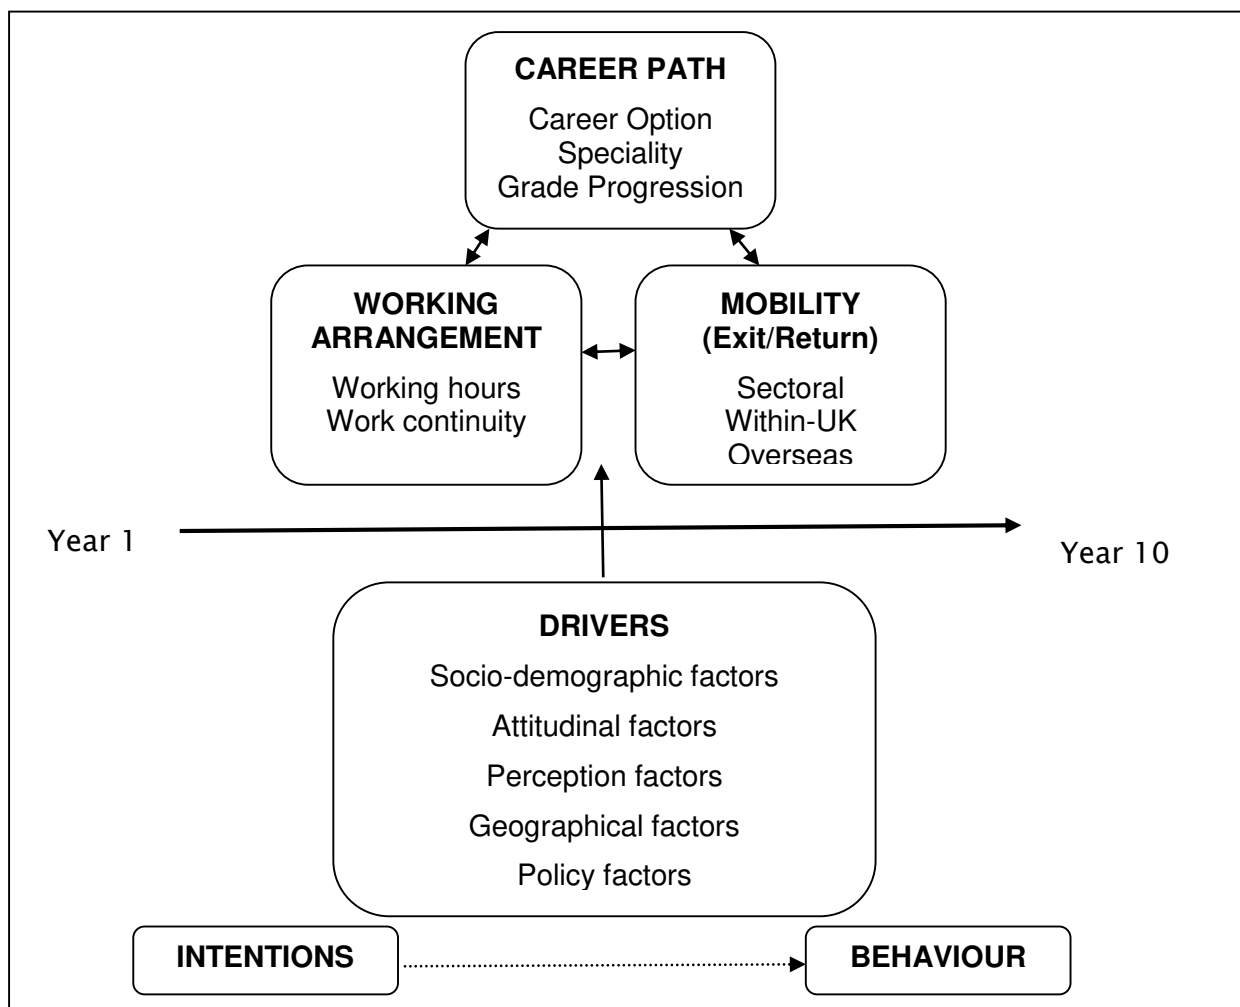 CAREER PATH
Career Option
Speciality
Grade Progression
WORKING
ARRANGEMENT
Working hours
Work continuity
MOBILITY
(Exit/Return)
Sectoral
Within-UK
Overseas
Year 1
Year 10
DRIVERS
Socio-demographic factors
Attitudinal factors
Perception factors
Geographical factors
Policy factors
INTENTIONS
BEHAVIOUR